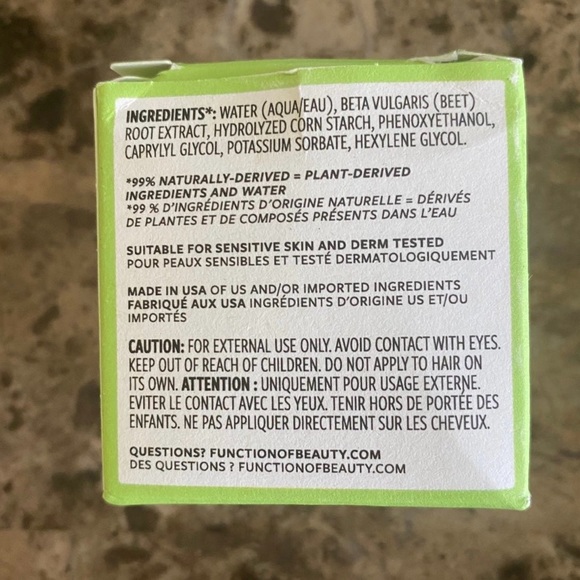 INGREDIENTS*: WATER (AQUA/EAU), BETA VULGARIS (BEET)
ROOT EXTRACT, HYDROLYZED CORN STARCH, PHENOXYETHANOL,
CAPRYLYL GLYCOL, POTASSIUM SORBATE, HEXYLENE GLYCOL.
*99% NATURALLY-DERIVED = PLANT-DERIVED
INGREDIENTS AND WATER
*99 % D'INGRÉDIENTS D'ORIGINE NATURELLE = DÉRIVÉS
DE PLANTES ET DE COMPOSÉS PRÉSENTS DANS L'EAU
SUITABLE FOR SENSITIVE SKIN AND DERM TESTED
POUR PEAUX SENSIBLES ET TESTÉ DERMATOLOGIQUEMENT
MADE IN USA OF US AND/OR IMPORTED INGREDIENTS
FABRIQUÉ AUX USA INGRÉDIENTS D'ORIGINE US ET/OU
IMPORTÉS
CAUTION: FOR EXTERNAL USE ONLY. AVOID CONTACT WITH EYES.
KEEP OUT OF REACH OF CHILDREN. DO NOT APPLY TO HAIR ON
ITS OWN. ATTENTION : UNIQUEMENT POUR USAGE EXTERNE.
EVITER LE CONTACT AVEC LES YEUX. TENIR HORS DE PORTÉE DES
ENFANTS. NE PAS APPLIQUER DIRECTEMENT SUR LES CHEVEUX.
QUESTIONS? FUNCTIONOFBEAUTY.COM
DES QUESTIONS ? FUNCTIONOFBEAUTY.COM